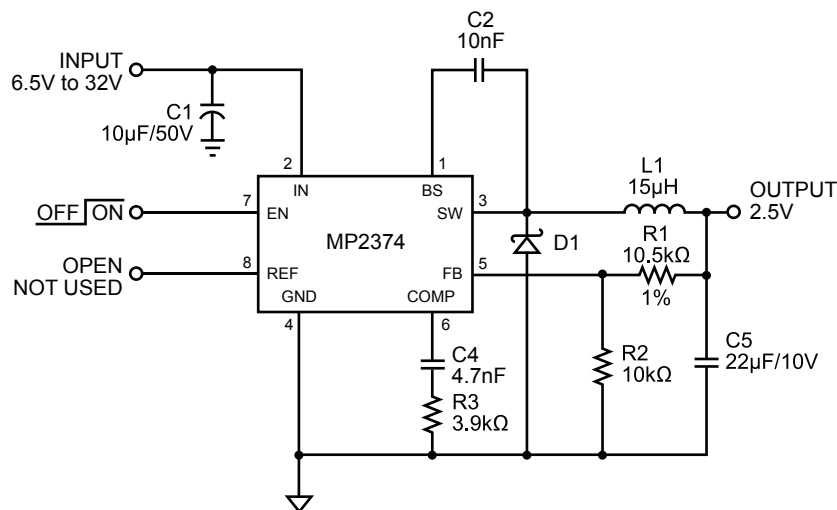 C2
10nF
INPUT
6.5V to 32V
C1
10µF/50V
2
1
IN
BS
L1
15µH
OUTPUT
2.5V
OFF ON
7
EN
SW
3
MP2374
D1
R1
10.5kΩ
1%
OPEN
NOT USED
8
REF
FB
5
GND
COMP
4
6
C4
4.7nF
R3
3.9kΩ
R2
10kΩ
C5
22µF/10V